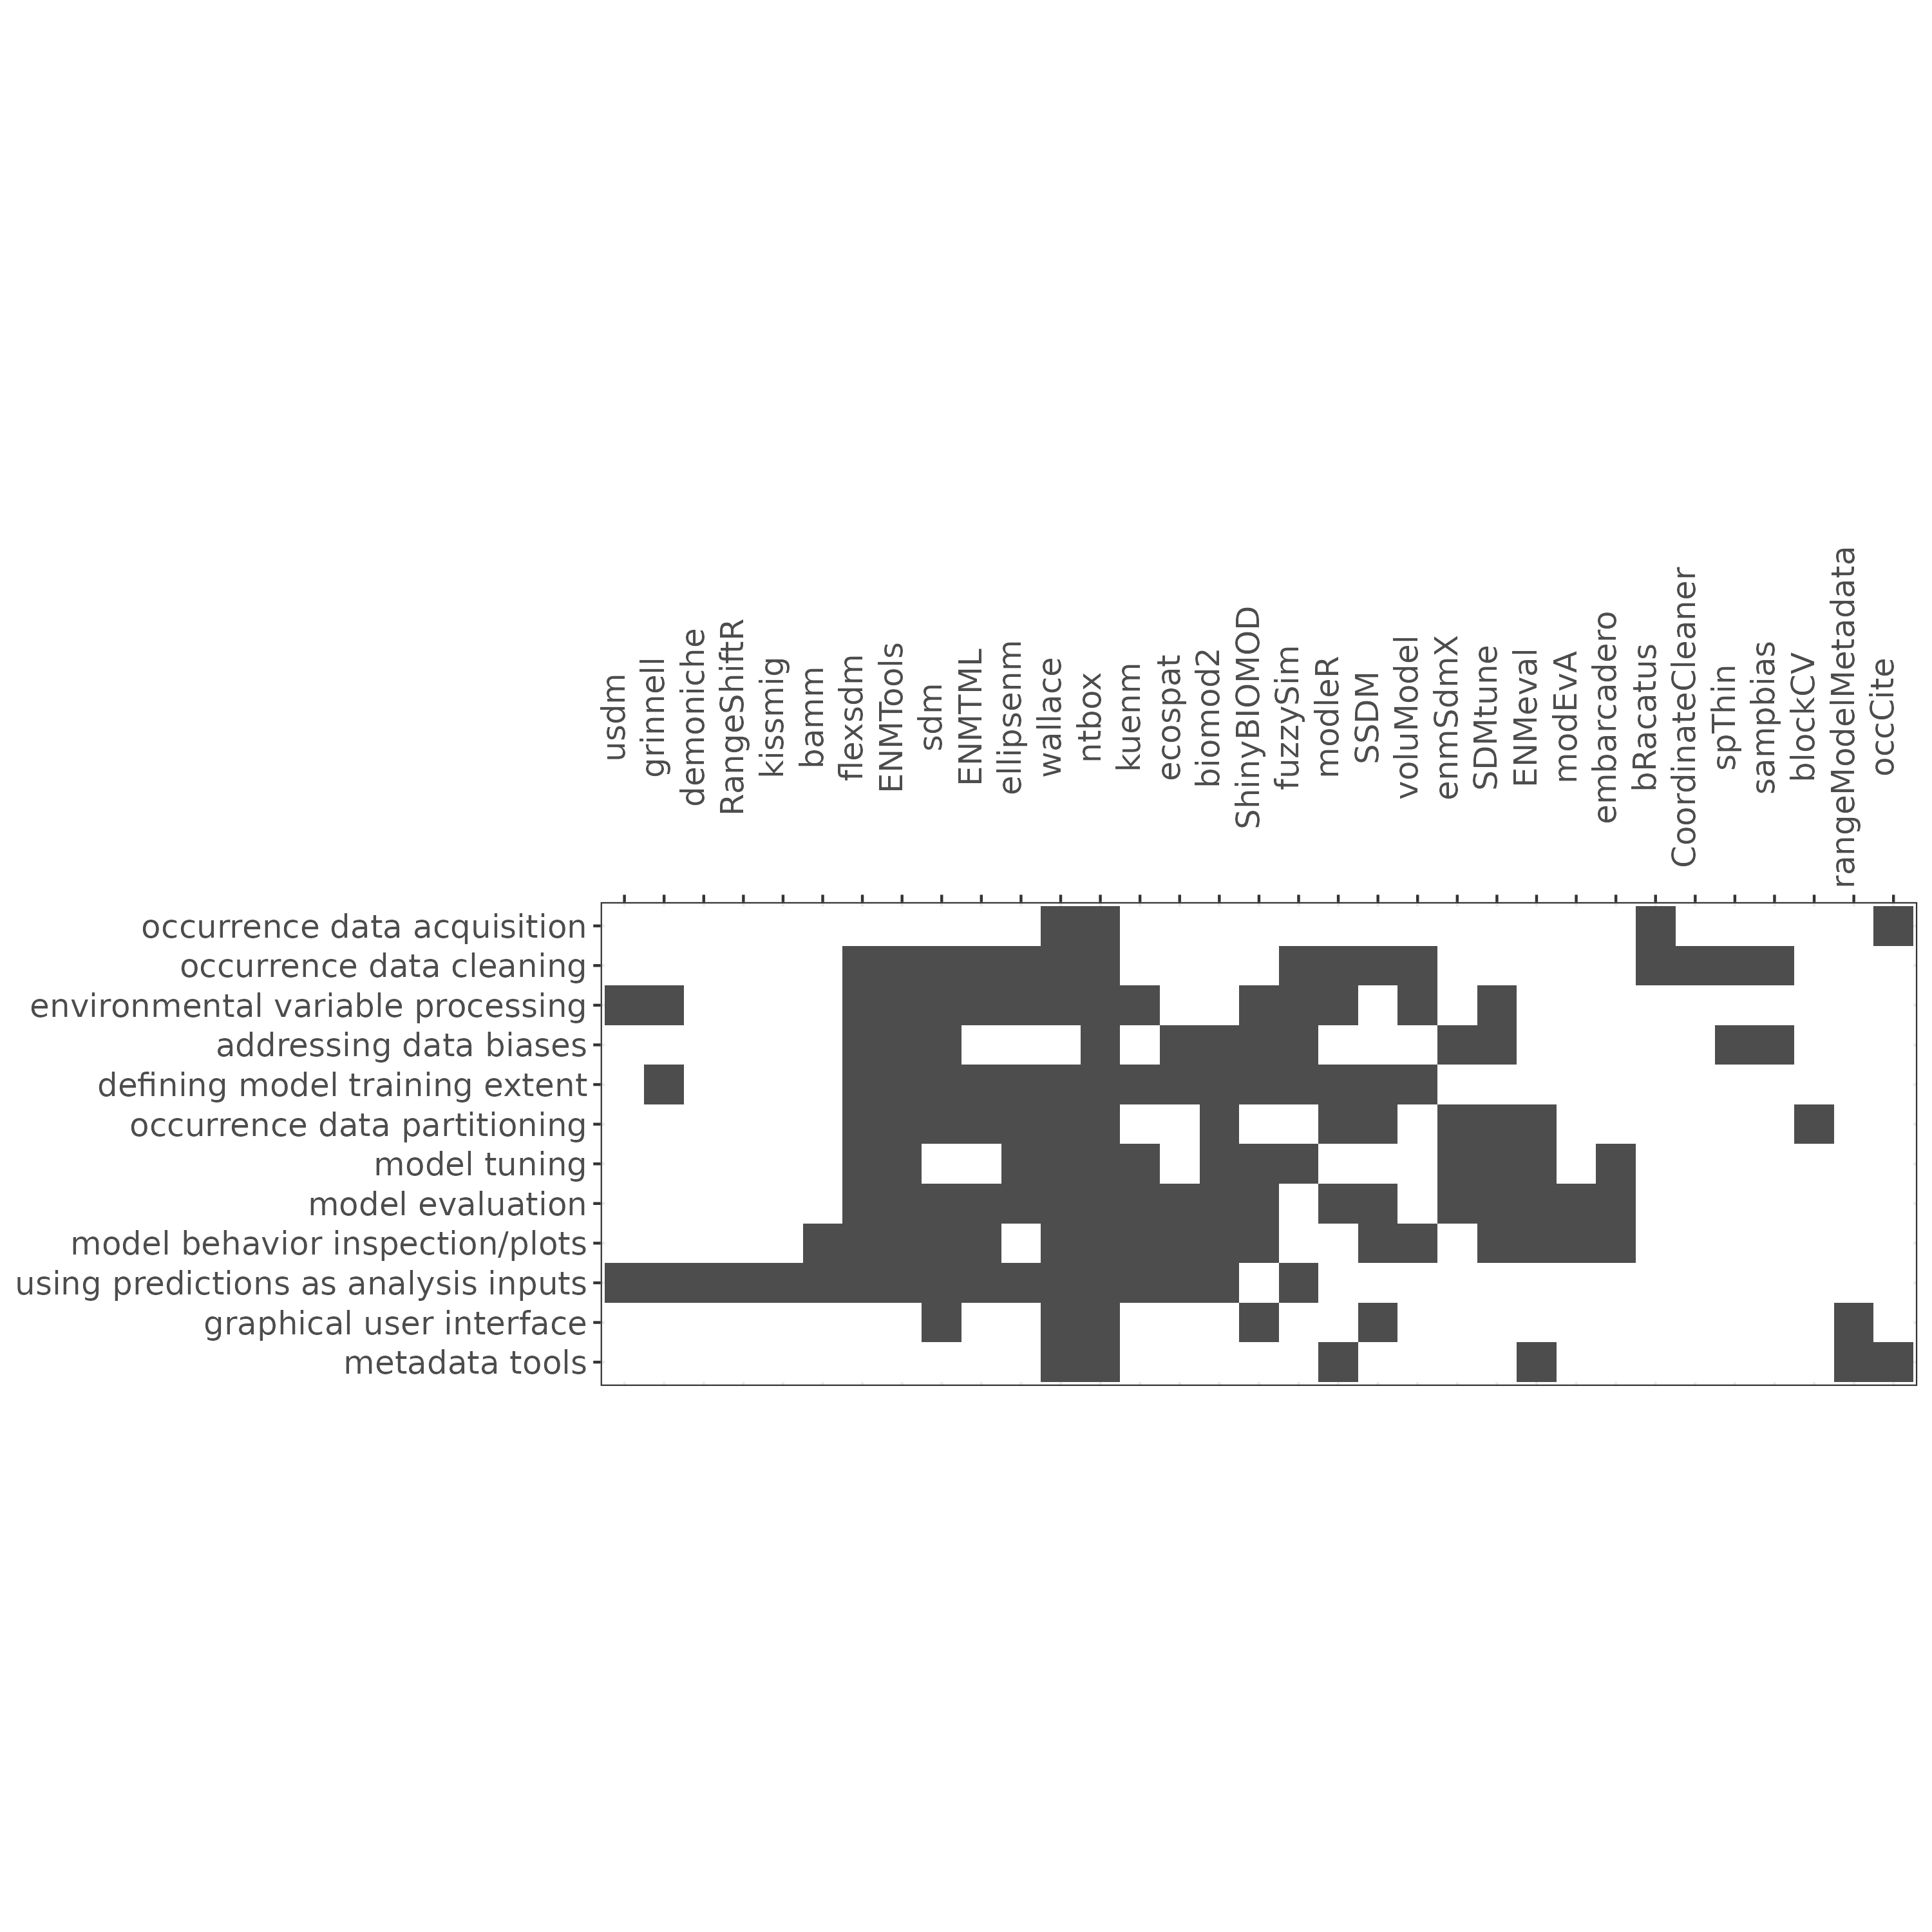 usdm
grinnell
demoniche
RangeShiftR
kissmig
bamm
flexsdm
ENMTools
sdm
ENMTML
ellipsenm
wallace
ntbox
kuenm
ecospat
biomod2
ShinyBIOMOD
fuzzySim
modleR
SSDM
voluModel
enmSdmX
SDMtune
ENMeval
modEvA
embarcadero
bRacatus
CoordinateCleaner
spThin
sampbias
blockCV
rangeModelMetadata
occCite
occurrence data acquisition
occurrence data cleaning
environmental variable processing
addressing data biases
defining model training extent
occurrence data partitioning
model tuning
model evaluation
model behavior inspection/plots
using predictions as analysis inputs
graphical user interface
metadata tools